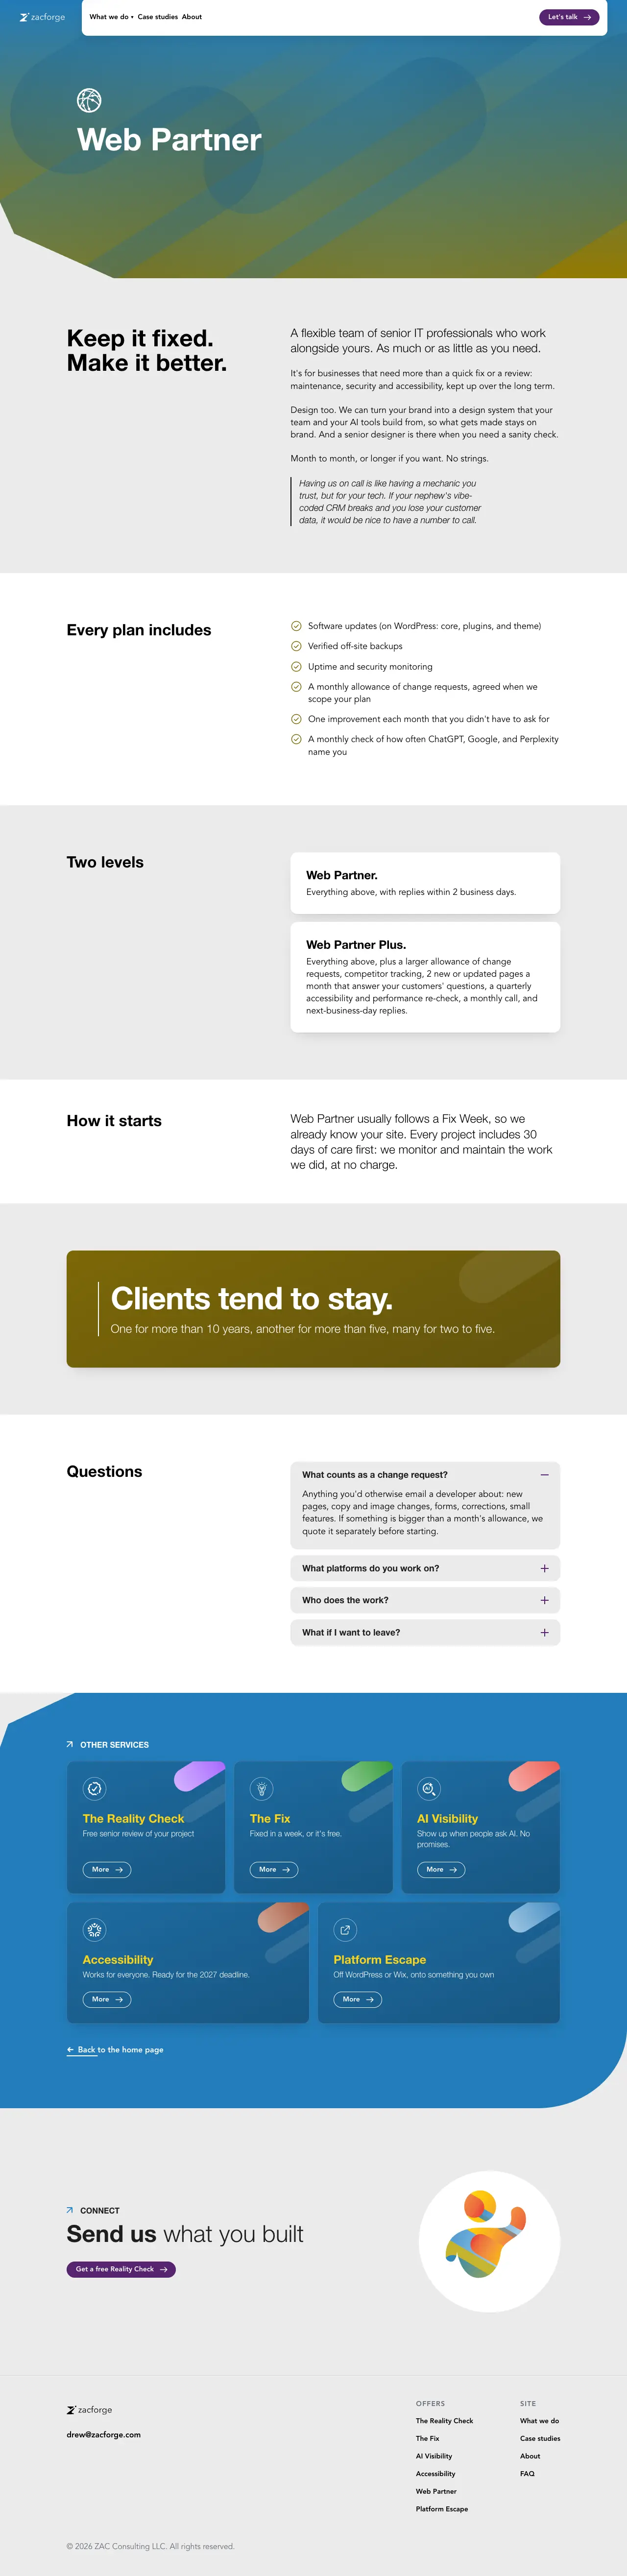 zacforge
What we do
Case studies
About
Let's talk
Web Partner
Keep it fixed.
Make it better.
A flexible team of senior IT professionals who work
alongside yours. As much or as little as you need.
It's for businesses that need more than a quick fix or a review:
maintenance, security and accessibility, kept up over the long term.
Design too. We can turn your brand into a design system that your
team and your AI tools build from, so what gets made stays on
brand. And a senior designer is there when you need a sanity check.
Month to month, or longer if you want. No strings.
Having us on call is like having a mechanic you
trust, but for your tech. If your nephew's vibe-
coded CRM breaks and you lose your customer
data, it would be nice to have a number to call.
Every plan includes
Software updates (on WordPress: core, plugins, and theme)
Verified off-site backups
Uptime and security monitoring
A monthly allowance of change requests, agreed when we
scope your plan
One improvement each month that you didn't have to ask for
A monthly check of how often ChatGPT, Google, and Perplexity
name you
Two levels
Web Partner.
Everything above, with replies within 2 business days.
Web Partner Plus.
Everything above, plus a larger allowance of change
requests, competitor tracking, 2 new or updated pages a
month that answer your customers' questions, a quarterly
accessibility and performance re-check, a monthly call, and
next-business-day replies.
How it starts
Web Partner usually follows a Fix Week, so we
already know your site. Every project includes 30
days of care first: we monitor and maintain the work
we did, at no charge.
Clients tend to stay.
One for more than 10 years, another for more than five, many for two to five.
Questions
What counts as a change request?
Anything you'd otherwise email a developer about: new
pages, copy and image changes, forms, corrections, small
features. If something is bigger than a month's allowance, we
quote it separately before starting.
What platforms do you work on?
Who does the work?
What if I want to leave?
OTHER SERVICES
The Reality Check
Free senior review of your project
More
The Fix
Fixed in a week, or it's free.
More
AI Visibility
Show up when people ask AI. No
promises.
More
Accessibility
Works for everyone. Ready for the 2027 deadline.
More
Platform Escape
Off WordPress or Wix, onto something you own
More
Back to the home page
CONNECT
Send us what you built
Get a free Reality Check
zacforge
drew@zacforge.com
OFFERS
The Reality Check
The Fix
AI Visibility
Accessibility
Web Partner
Platform Escape
SITE
What we do
Case studies
About
FAQ
© 2026 ZAC Consulting LLC. All rights reserved.